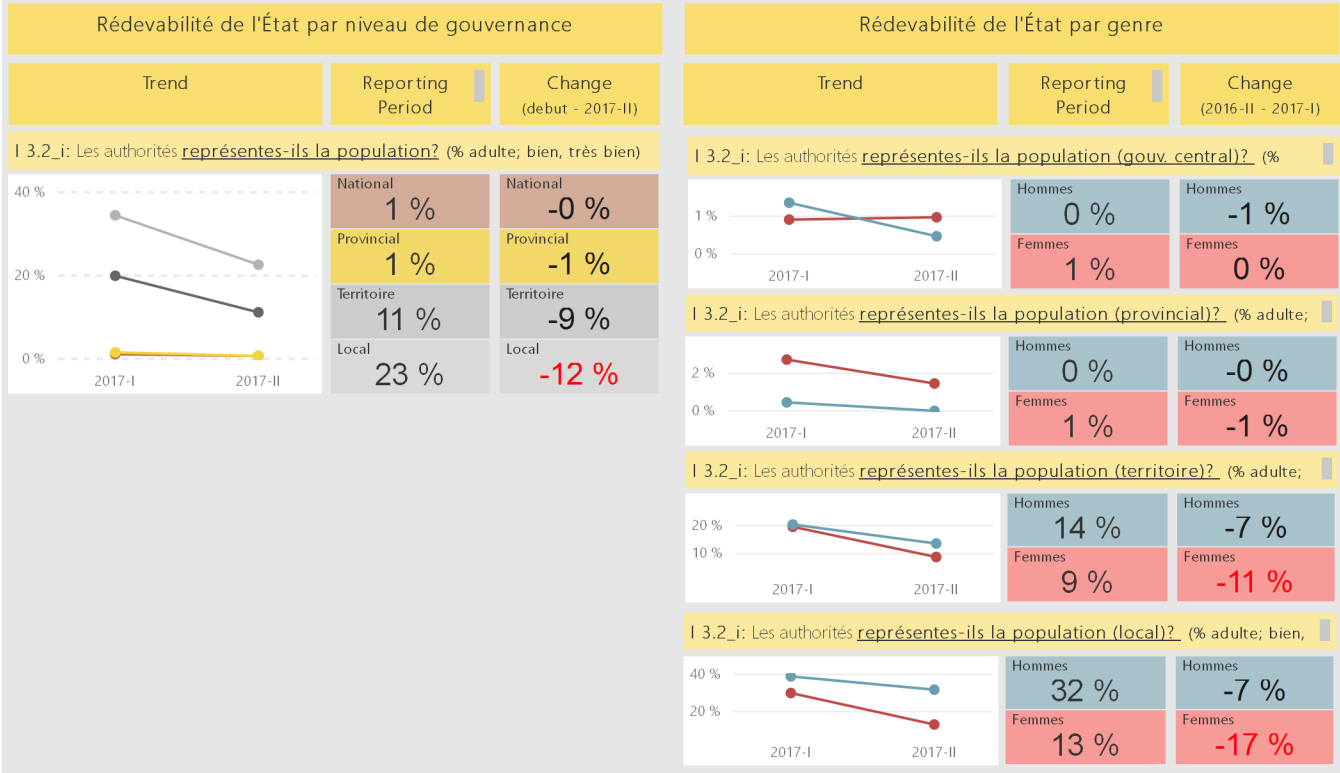 Rédevabilité de l'État par niveau de gouvernance
Trend
Reporting
Period
Change
(debut - 2017-II)
I 3.2_i: Les authorités représentes-ils la population? (% adulte; bien, très bien)
40 %
20 %
0 %
2017-I
2017-II
National
1 %
National
-0 %
Provincial
1 %
Provincial
-1 %
Territoire
11 %
Territoire
-9 %
Local
23 %
Local
-12 %
Rédevabilité de l'État par genre
Trend
Reporting
Period
Change
(2016-II - 2017-I)
I 3.2_i: Les authorités représentes-ils la population (gouv. central)? (%
1 %
0 %
2017-I
2017-II
Hommes
0 %
Hommes
-1 %
Femmes
1 %
Femmes
0 %
I 3.2_i: Les authorités représentes-ils la population (provincial)? (% adulte;
2 %
0 %
2017-I
2017-II
Hommes
0 %
Hommes
-0 %
Femmes
1 %
Femmes
-1 %
I 3.2_i: Les authorités représentes-ils la population (territoire)? (% adulte;
20 %
10 %
2017-I
2017-II
Hommes
14 %
Hommes
-7 %
Femmes
9 %
Femmes
-11 %
I 3.2_i: Les authorités représentes-ils la population (local)? (% adulte; bien,
40 %
20 %
2017-I
2017-II
Hommes
32 %
Hommes
-7 %
Femmes
13 %
Femmes
-17 %